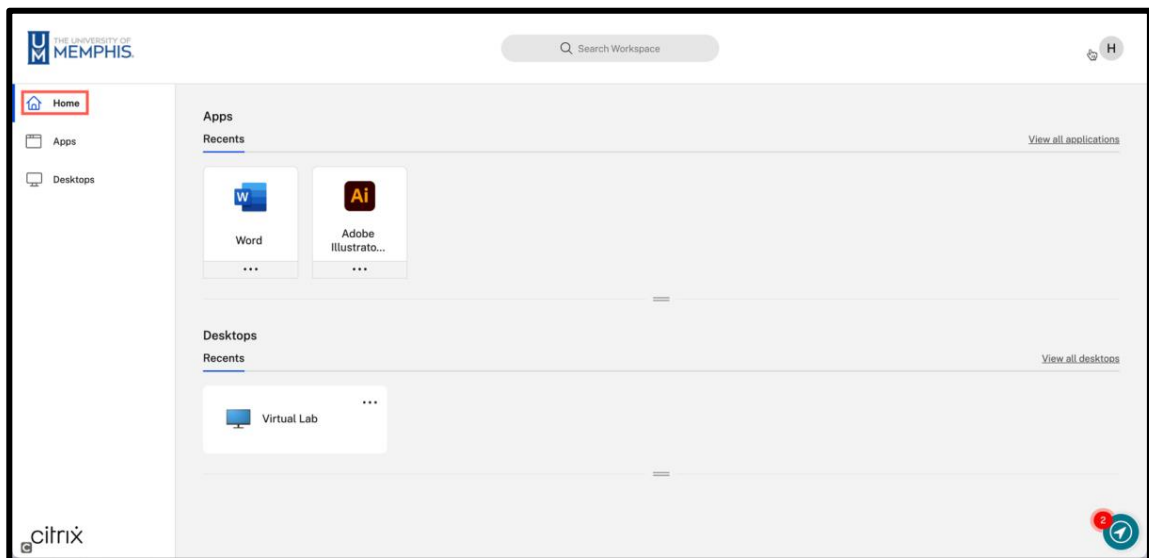 THE UNIVERSITY OF
MEMPHIS.
Search Workspace
H
Home
Apps
Desktops
Apps
Recents
View all applications
W
Word
...
Ai
Adobe
Illustrato...
...
Desktops
Recents
View all desktops
Virtual Lab
...
citrix
C
2